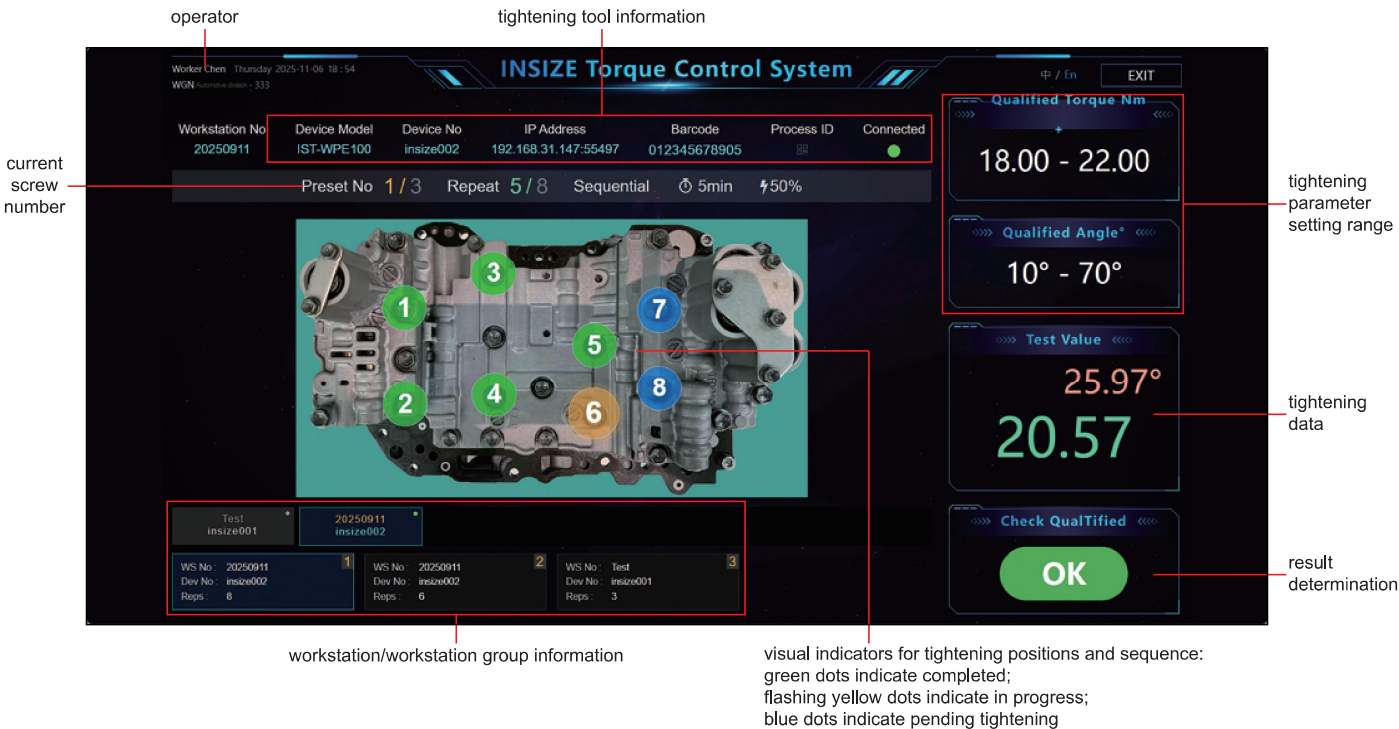 operator
tightening tool information
Worker Chen Thursday 2025-11-06 18 : 54
WGN Automotive division - 333
INSIZE Torque Control System
中 / En
EXIT
Workstation No
20250911
Device Model
IST-WPE100
Device No
insize002
IP Address
192.168.31.147:55497
Barcode
012345678905
Process ID
Connected
current
screw
number
Preset No 1 / 3 Repeat 5 / 8 Sequential 5min 50%
Qualified Torque Nm
+
18.00 - 22.00
Qualified Angle°
10° - 70°
tightening
parameter
setting range
3
1
7
5
8
4
2
6
Test Value
25.97°
20.57
tightening
data
Test
insize001
20250911
insize002
WS No : 20250911
Dev No : insize002
Reps : 8
1
WS No : 20250911
Dev No : insize002
Reps : 6
2
WS No : Test
Dev No : insize001
Reps : 3
3
Check QualTified
OK
result
determination
workstation/workstation group information
visual indicators for tightening positions and sequence:
green dots indicate completed;
flashing yellow dots indicate in progress;
blue dots indicate pending tightening